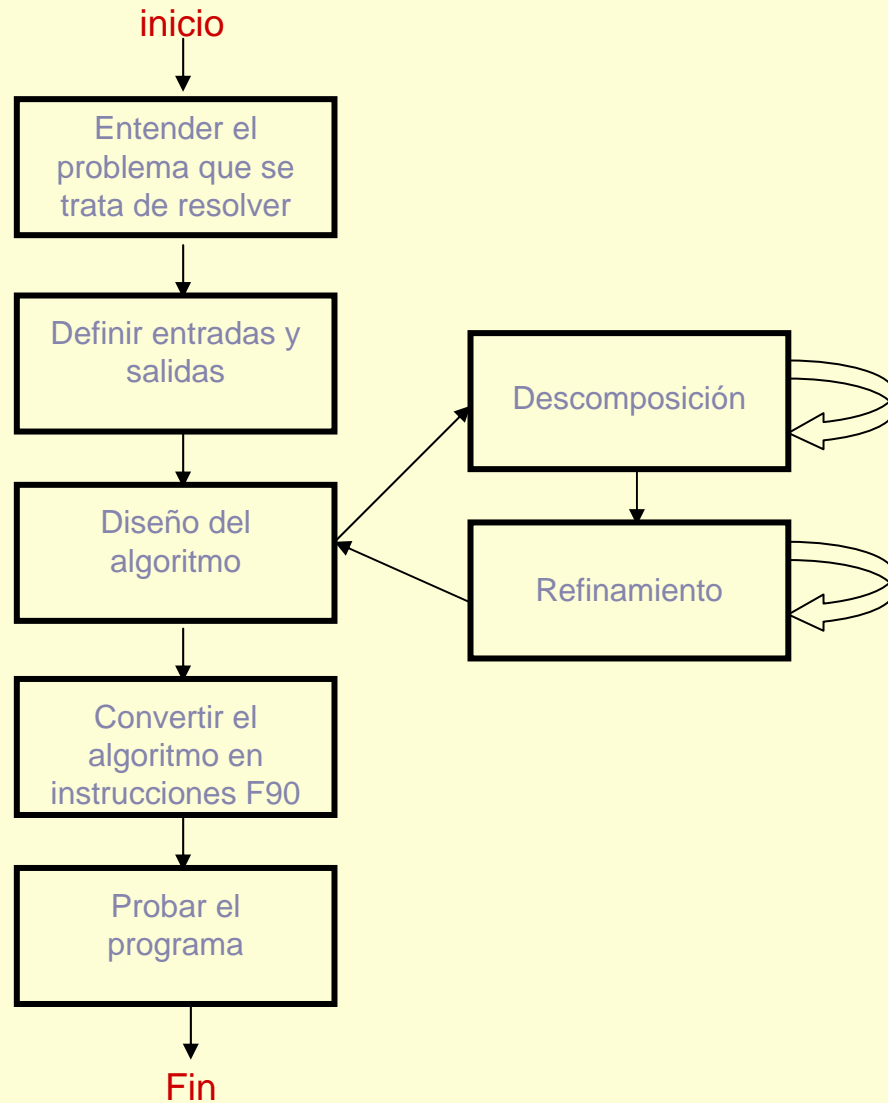 inicio
Entender el
problema que se
trata de resolver
Definir entradas y
salidas
Descomposición
Diseño del
algoritmo
Refinamiento
Convertir el
algoritmo en
instrucciones F90
Probar el
programa
Fin